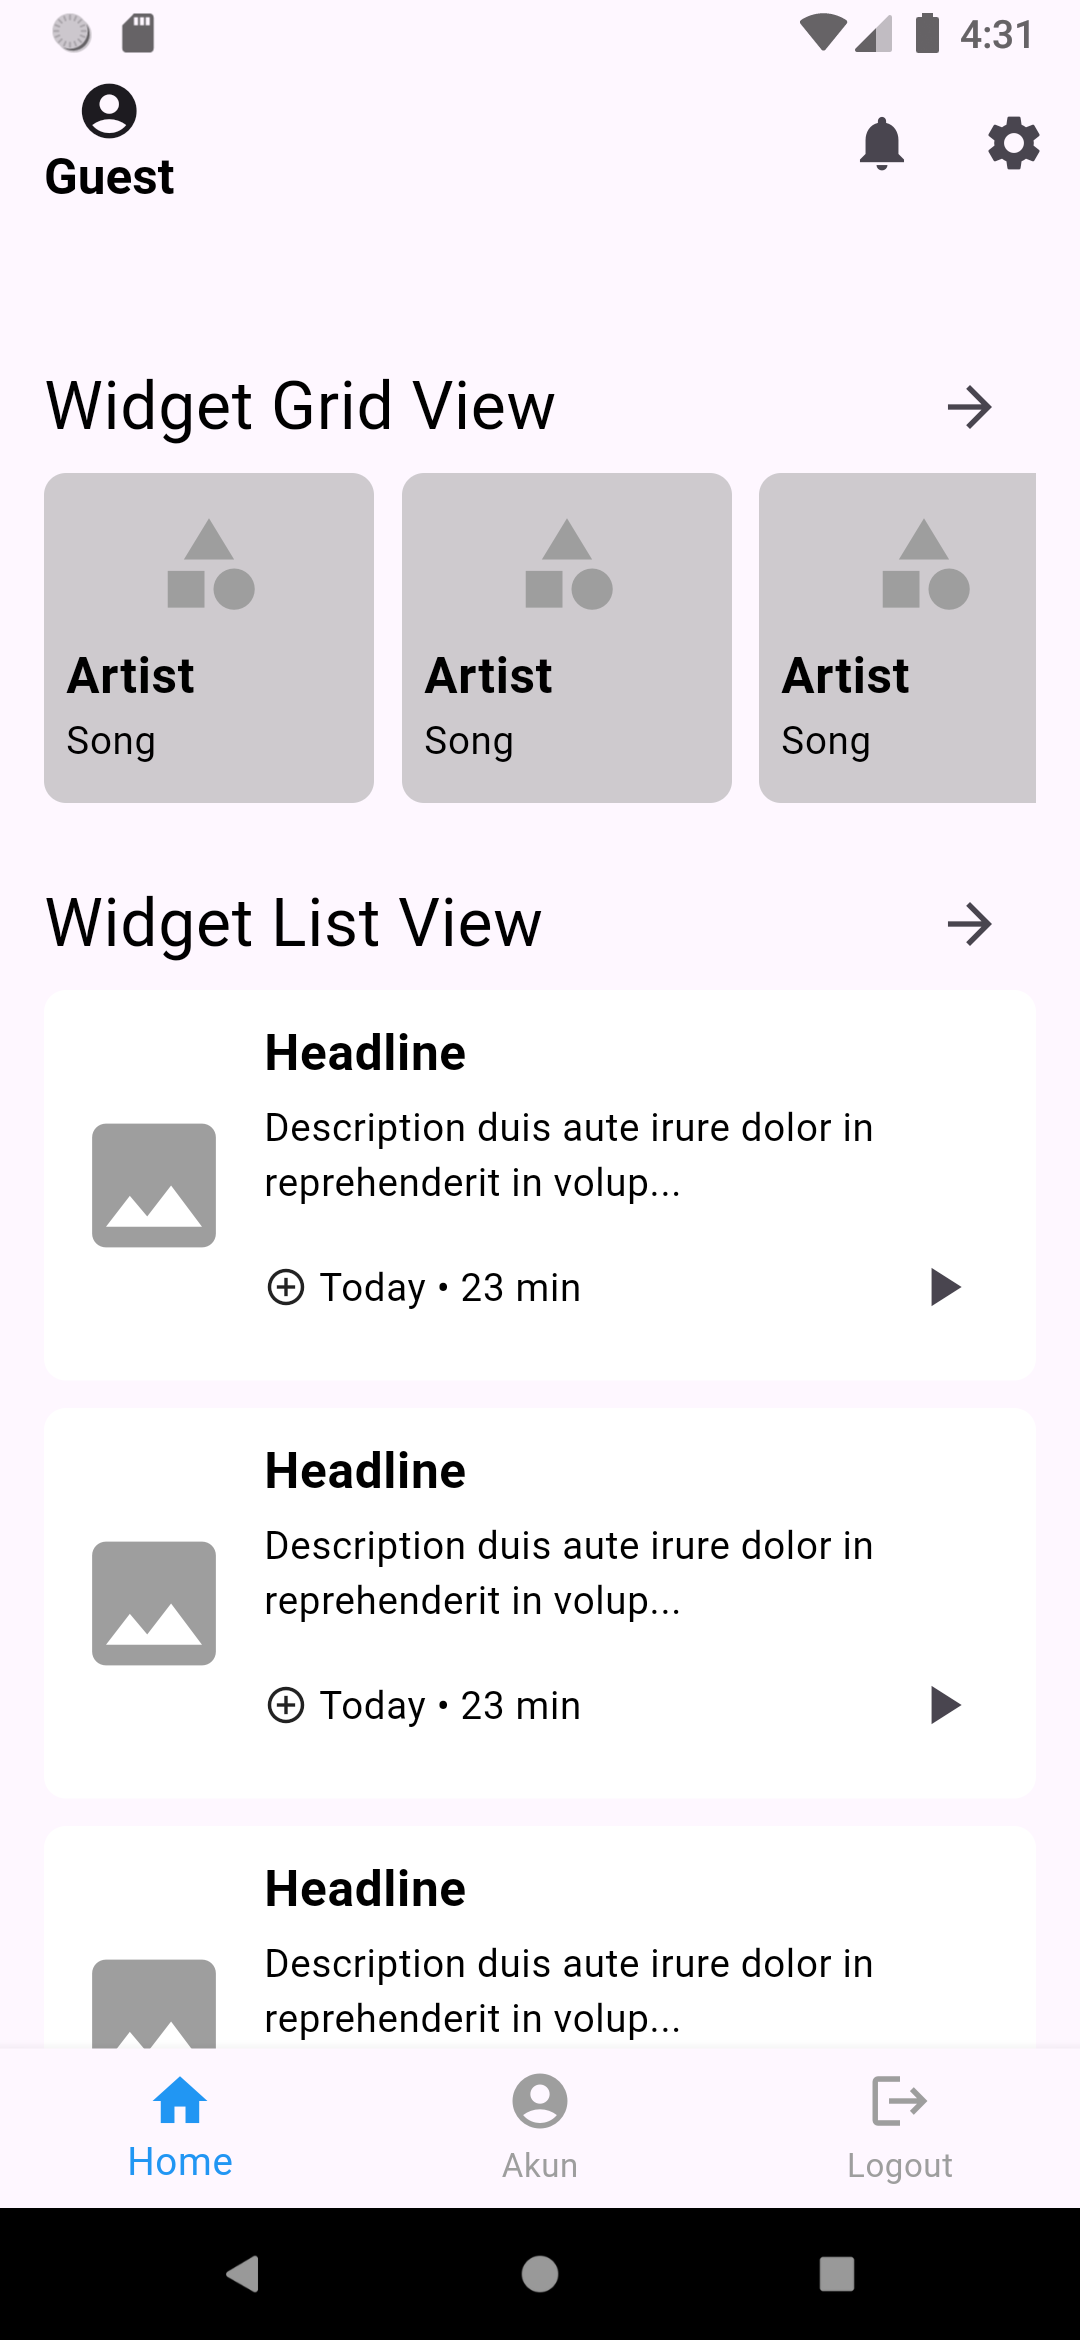 4:31
Guest
Widget Grid View
Artist
Song
Artist
Song
Artist
Song
Widget List View
Headline
Description duis aute irure dolor in
reprehenderit in volup...
Today • 23 min
Headline
Description duis aute irure dolor in
reprehenderit in volup...
Today • 23 min
Headline
Description duis aute irure dolor in
reprehenderit in volup...
Home
Akun
Logout